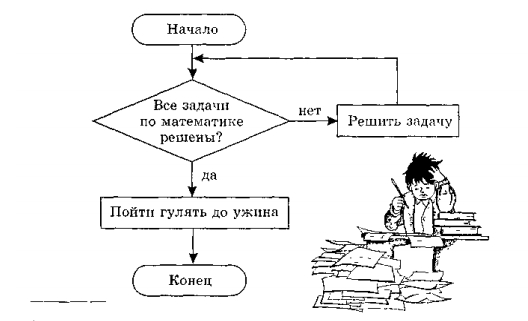 Начало
Все задачи
по математике
решены?
нет
Решить задачу
да
Пойти гулять до ужина
Конец